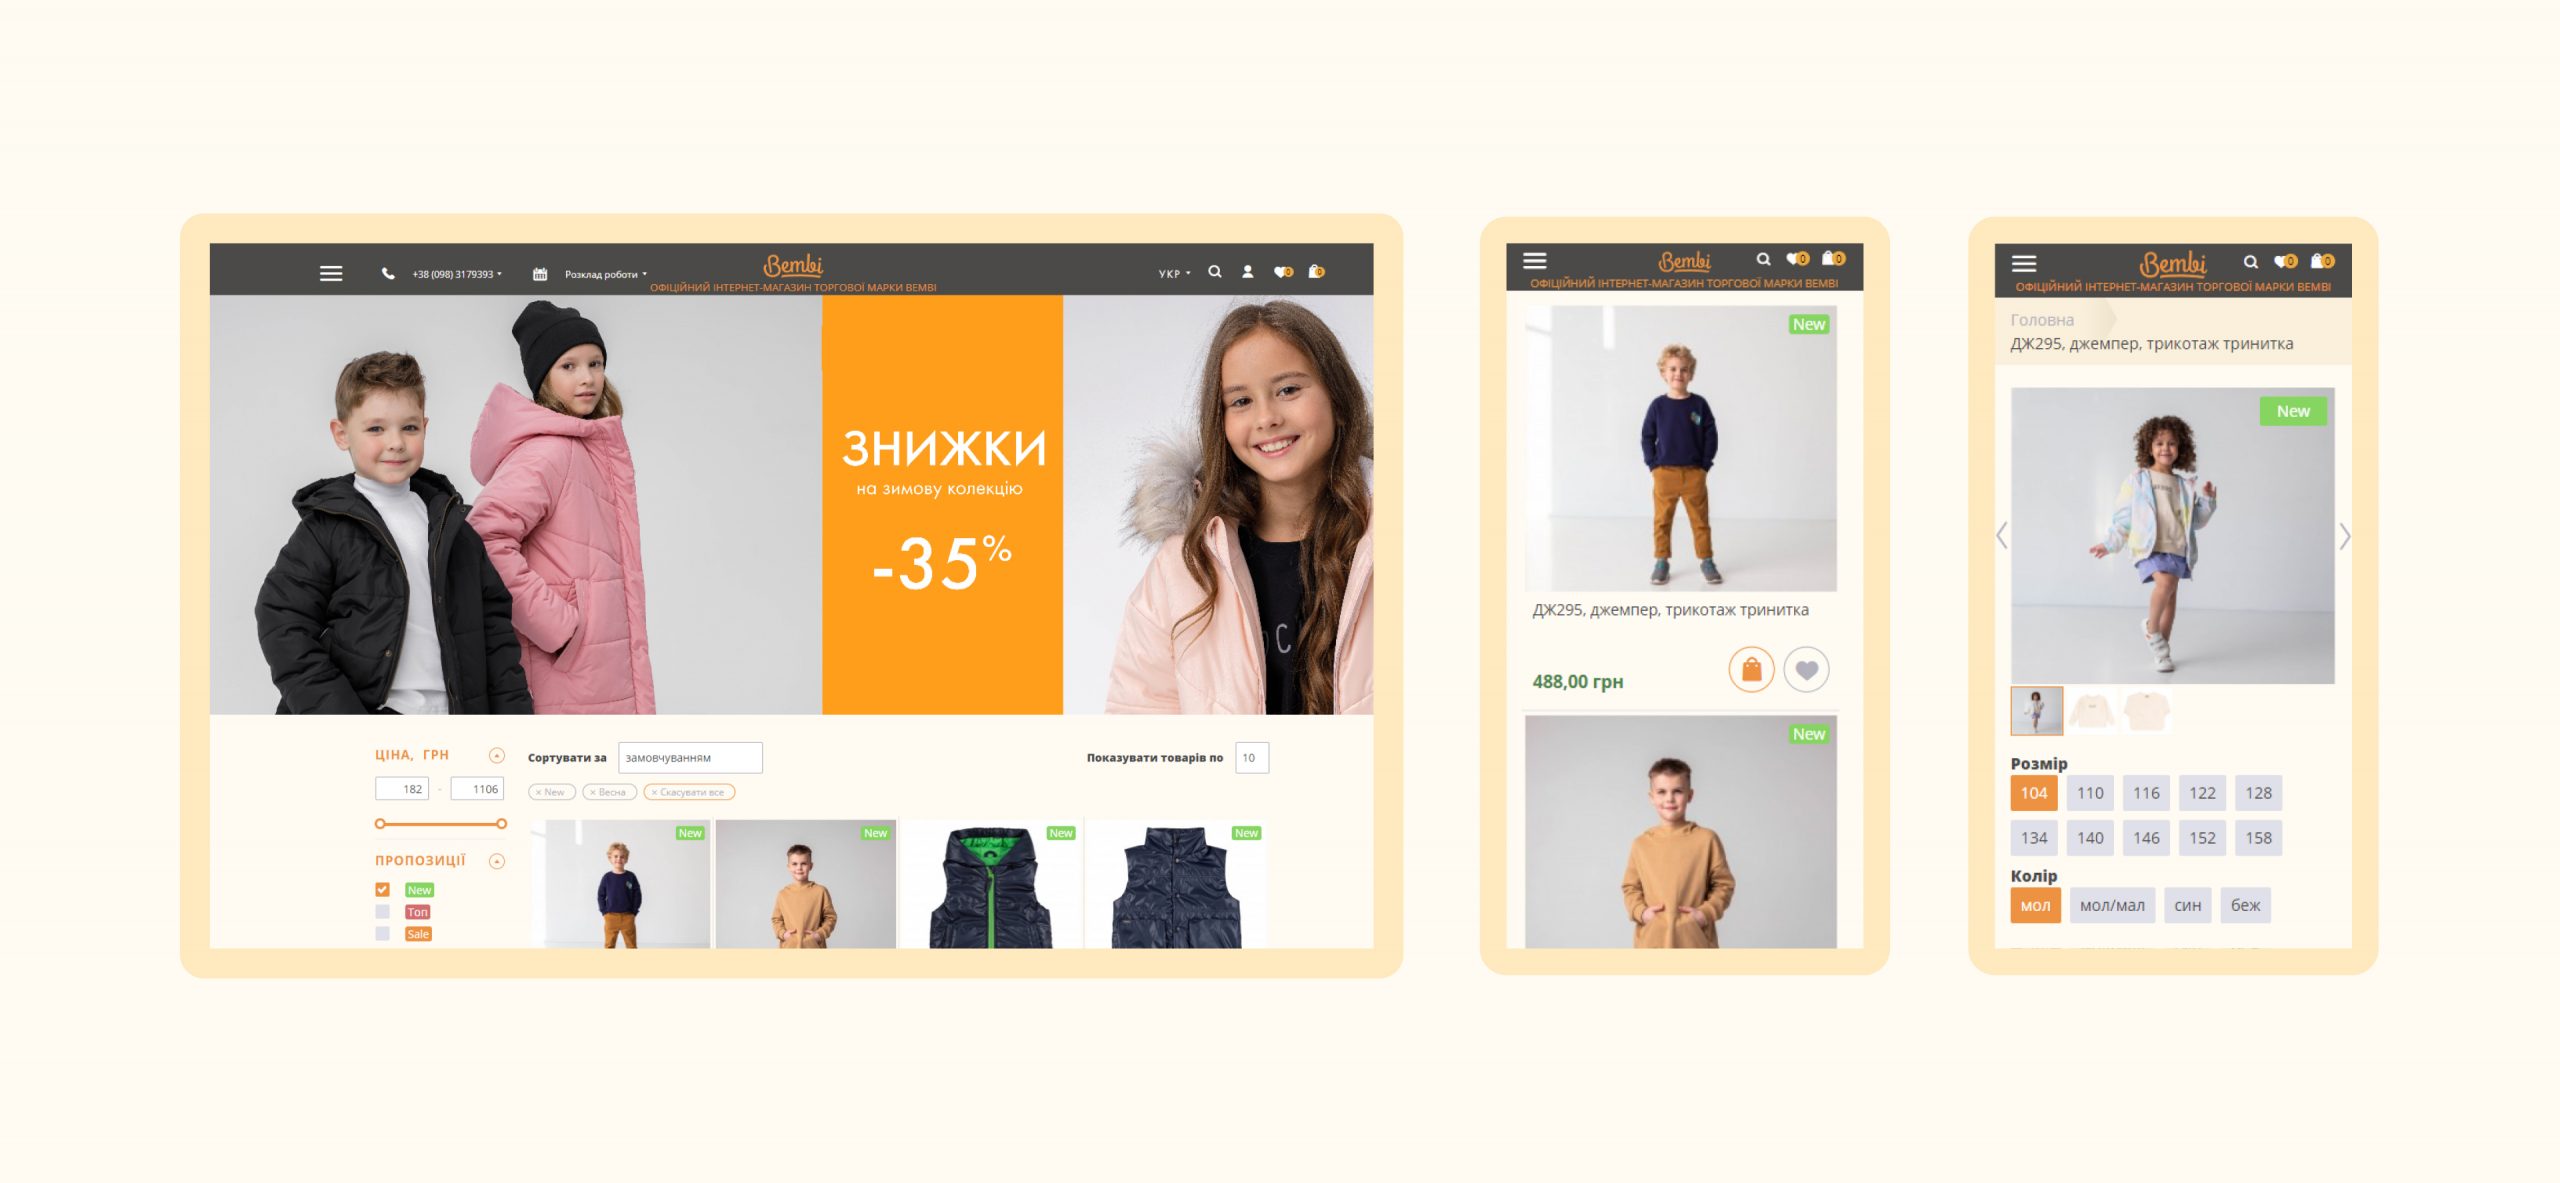 +38 (098) 3179393
Розклад роботи
Bembi
ОФІЦІЙНИЙ ІНТЕРНЕТ-МАГАЗИН ТОРГОВОЇ МАРКИ BEMBI
УКР
0
0
ЗНИЖКИ
на зимову колекцію
-35%
ЦІНА, ГРН
182 - 1106
Сортувати за замовчуванням
Показувати товарів по 10
× New × Весна × Скасувати все
ПРОПОЗИЦІЇ
New
Топ
Sale
New
New
New
New
Bembi
0
0
ОФІЦІЙНИЙ ІНТЕРНЕТ-МАГАЗИН ТОРГОВОЇ МАРКИ BEMBI
New
ДЖ295, джемпер, трикотаж тринитка
488,00 грн
New
Bembi
0
0
ОФІЦІЙНИЙ ІНТЕРНЕТ-МАГАЗИН ТОРГОВОЇ МАРКИ BEMBI
Головна
ДЖ295, джемпер, трикотаж тринитка
New
Розмір
104 110 116 122 128
134 140 146 152 158
Колір
мол мол/мал син беж